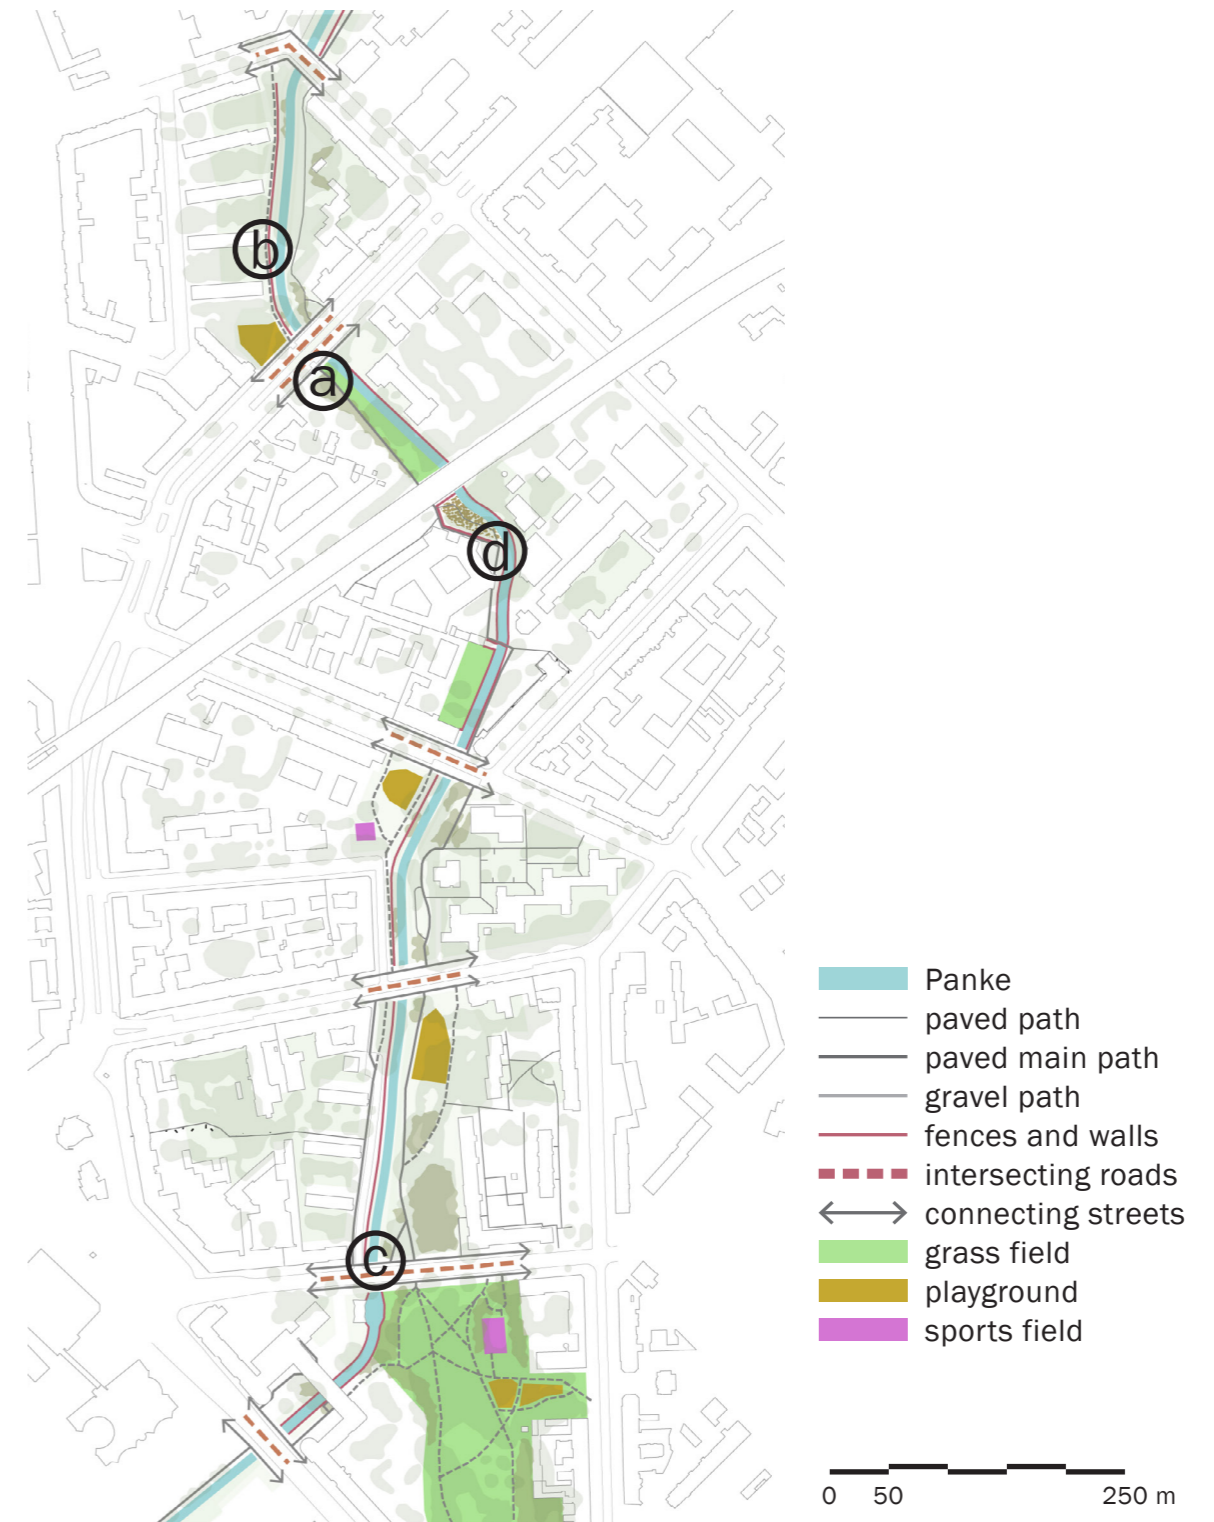 b
a
d
c
Panke
paved path
paved main path
gravel path
fences and walls
intersecting roads
connecting streets
grass field
playground
sports field
0 50 250 m